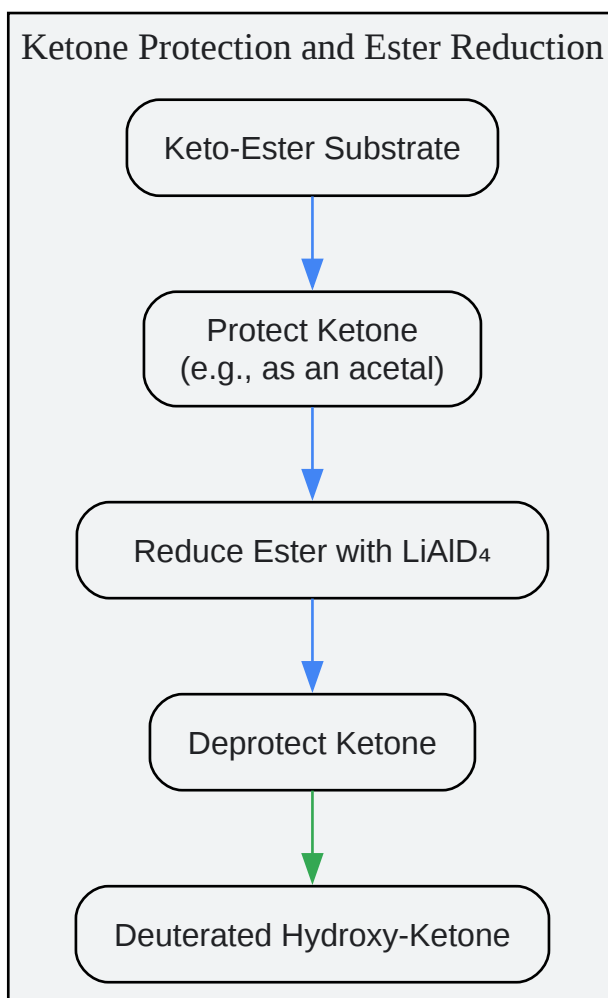 Ketone Protection and Ester Reduction
Keto-Ester Substrate
Protect Ketone
(e.g., as an acetal)
Reduce Ester with LiAlD₄
Deprotect Ketone
Deuterated Hydroxy-Ketone